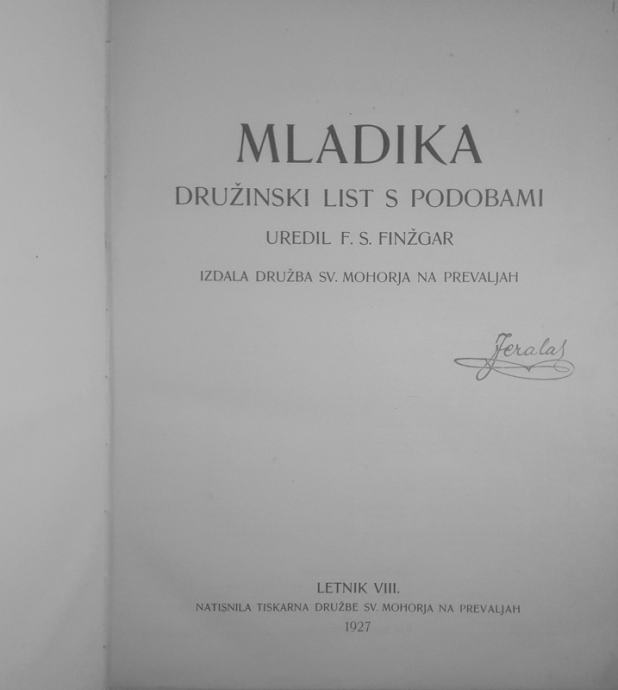 MLADIKA
DRUŽINSKI LIST S PODOBAMI
UREDIL F. S. FINŽGAR
IZDALA DRUŽBA SV. MOHORJA NA PREVALJAH
Jeralas
LETNIK VIII.
NATISNILA TISKARNA DRUŽBE SV. MOHORJA NA PREVALJAH
1927